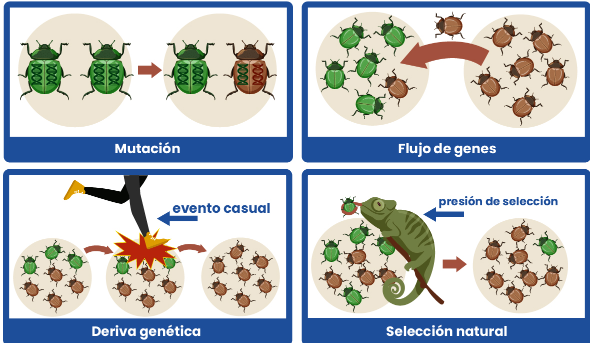 Mutación
Flujo de genes
evento casual
Deriva genética
presión de selección
Selección natural